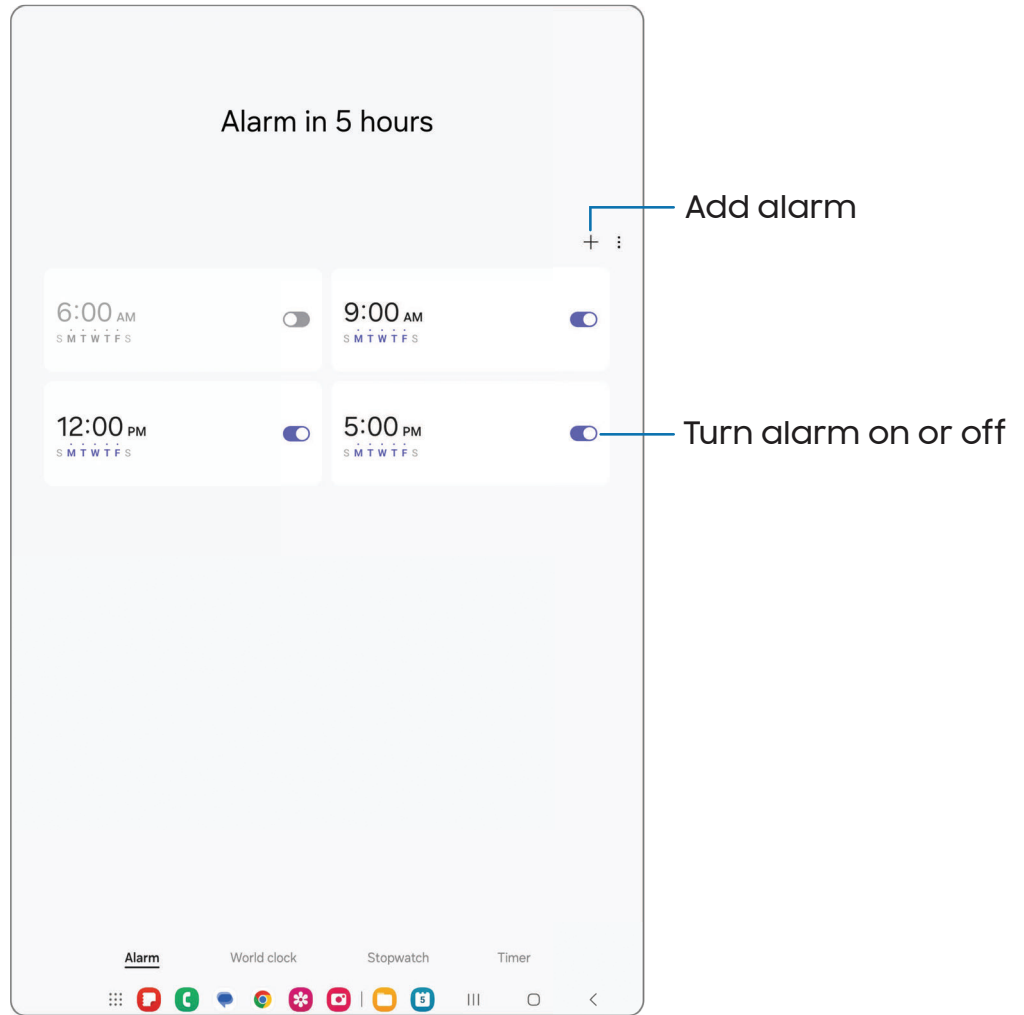 Alarm in 5 hours
Add alarm
6:00 AM
S M T W T F S
9:00 AM
S M T W T F S
12:00 PM
S M T W T F S
5:00 PM
S M T W T F S
Turn alarm on or off
Alarm World clock Stopwatch Timer
5